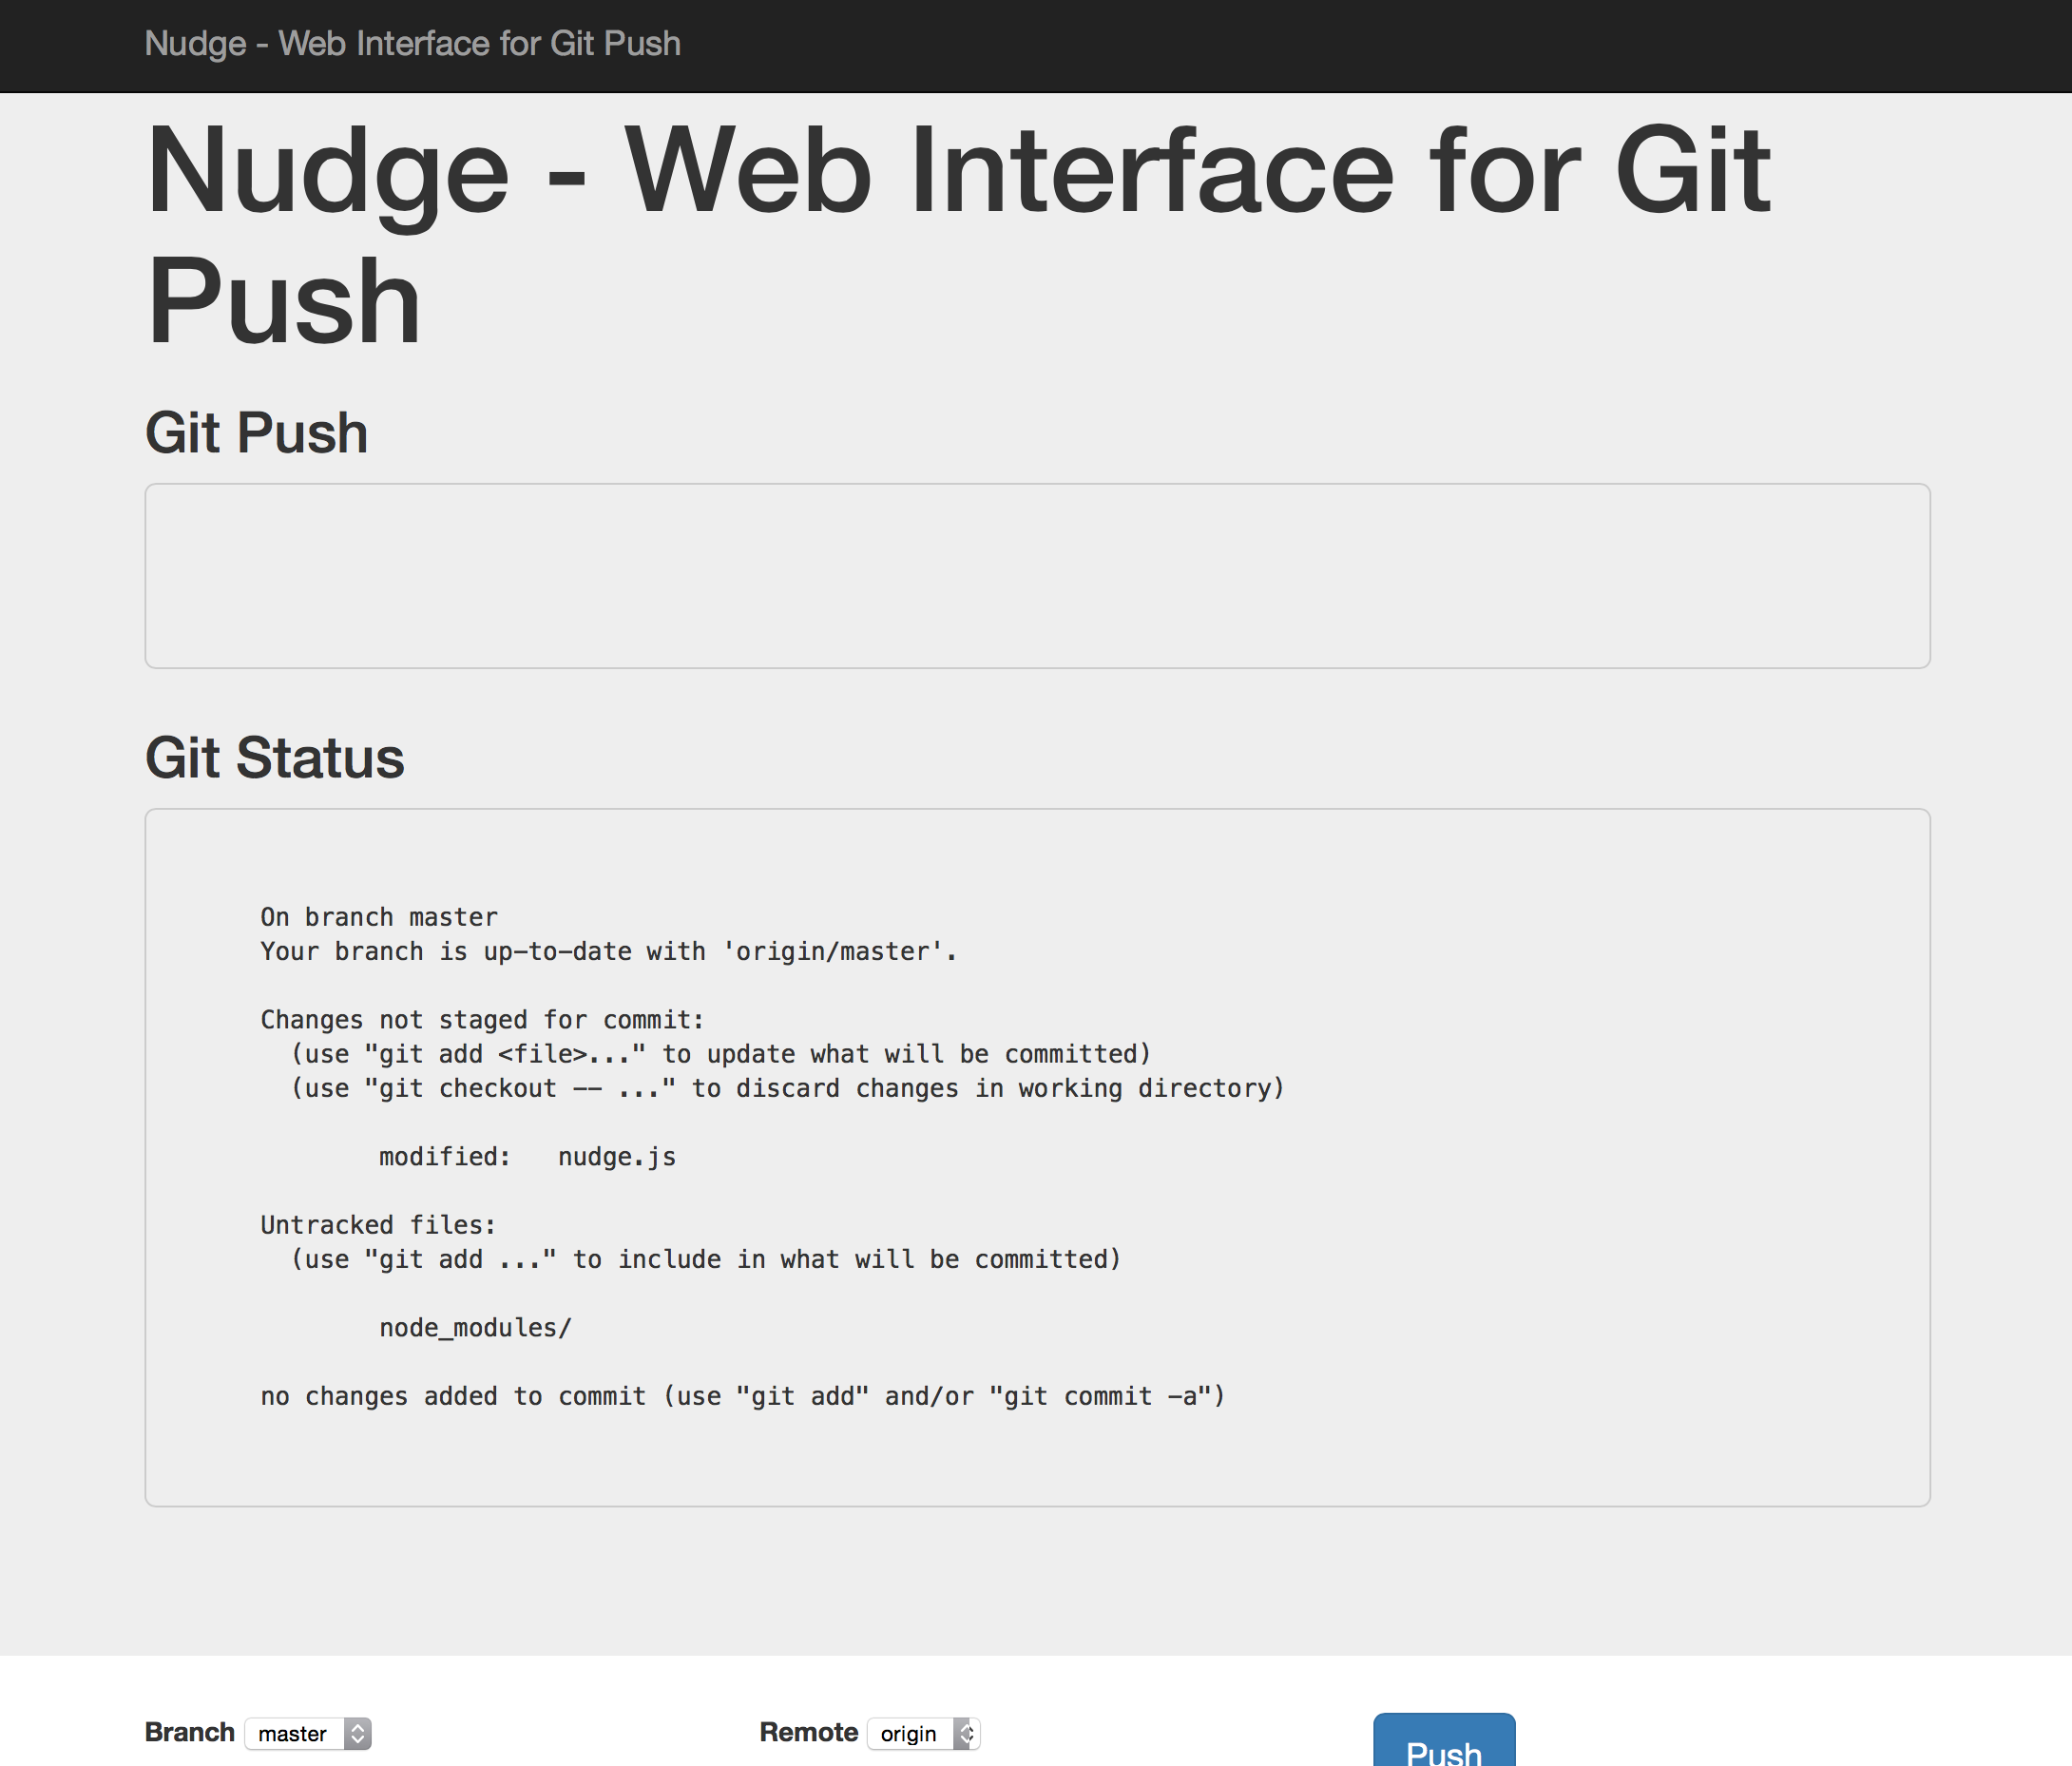 Nudge - Web Interface for Git Push
Nudge - Web Interface for Git
Push
Git Push
Git Status
On branch master
Your branch is up-to-date with 'origin/master'.
Changes not staged for commit:
  (use "git add <file>..." to update what will be committed)
  (use "git checkout -- ..." to discard changes in working directory)
        modified:   nudge.js
Untracked files:
  (use "git add ..." to include in what will be committed)
        node_modules/
no changes added to commit (use "git add" and/or "git commit -a")
Branch master Remote origin Push